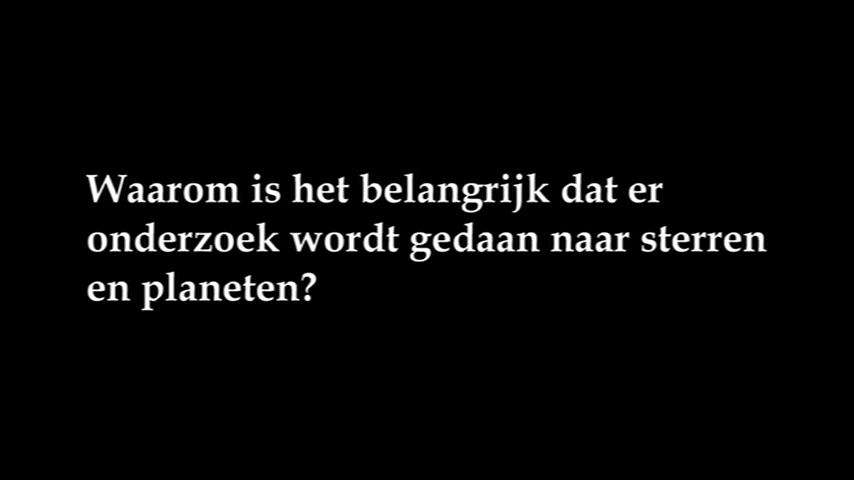 Waarom is het belangrijk dat er
onderzoek wordt gedaan naar sterren
en planeten?